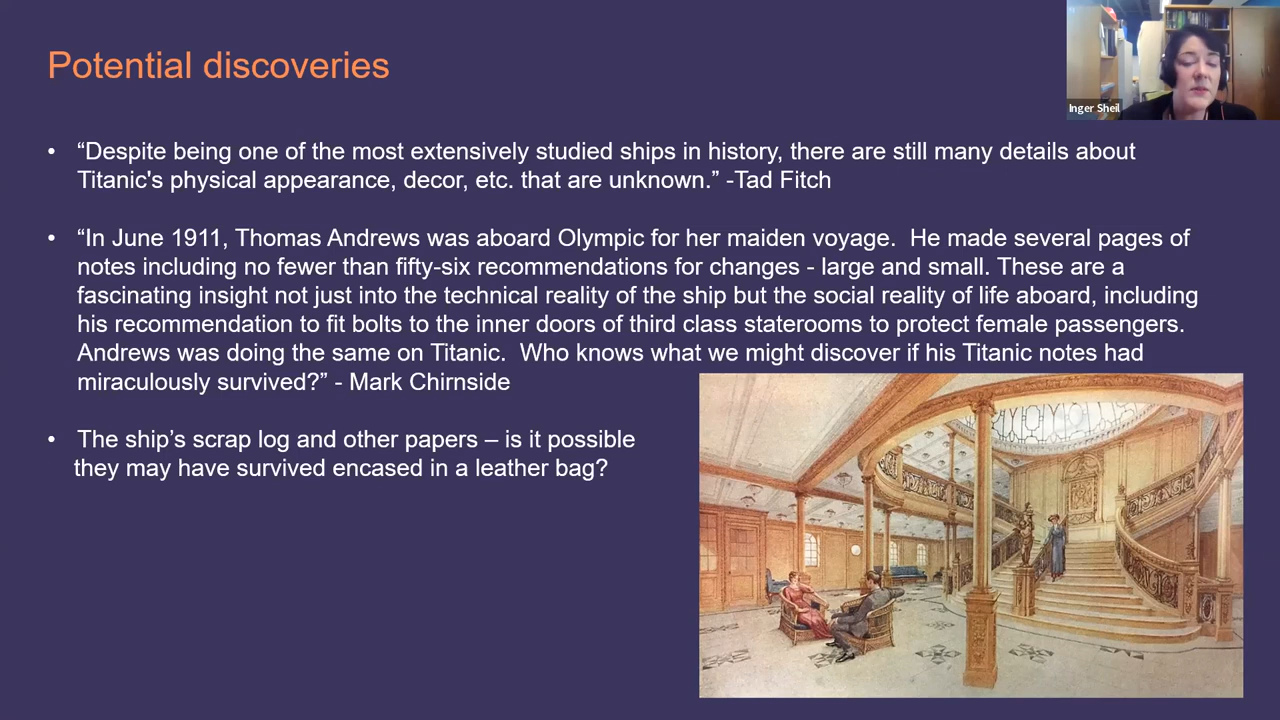 Potential discoveries
Inger Sheil
• “Despite being one of the most extensively studied ships in history, there are still many details about
Titanic's physical appearance, decor, etc. that are unknown.” -Tad Fitch
• “In June 1911, Thomas Andrews was aboard Olympic for her maiden voyage.  He made several pages of
notes including no fewer than fifty-six recommendations for changes - large and small. These are a
fascinating insight not just into the technical reality of the ship but the social reality of life aboard, including
his recommendation to fit bolts to the inner doors of third class staterooms to protect female passengers.
Andrews was doing the same on Titanic.  Who knows what we might discover if his Titanic notes had
miraculously survived?” - Mark Chirnside
• The ship’s scrap log and other papers – is it possible
they may have survived encased in a leather bag?